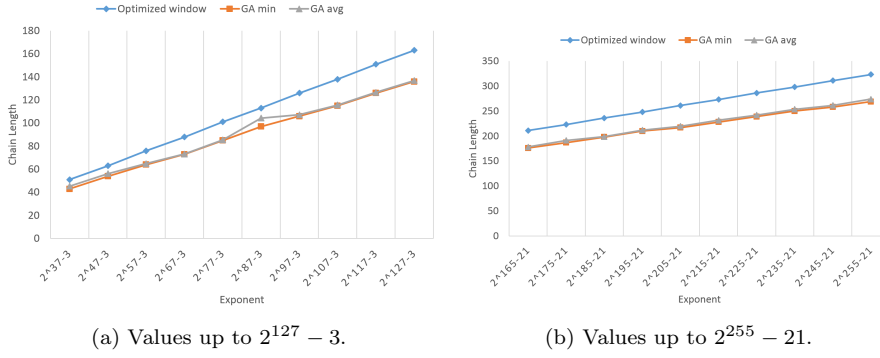 Optimized window GA min GA avg
180
160
140
120
100
80
60
40
20
0
Chain Length
2^37-3 2^47-3 2^57-3 2^67-3 2^77-3 2^87-3 2^97-3 2^107-3 2^117-3 2^127-3
Exponent
(a) Values up to 2^127 − 3.
Optimized window GA min GA avg
350
300
250
200
150
100
50
0
Chain Length
2^165-21 2^175-21 2^185-21 2^195-21 2^205-21 2^215-21 2^225-21 2^235-21 2^245-21 2^255-21
Exponent
(b) Values up to 2^255 − 21.